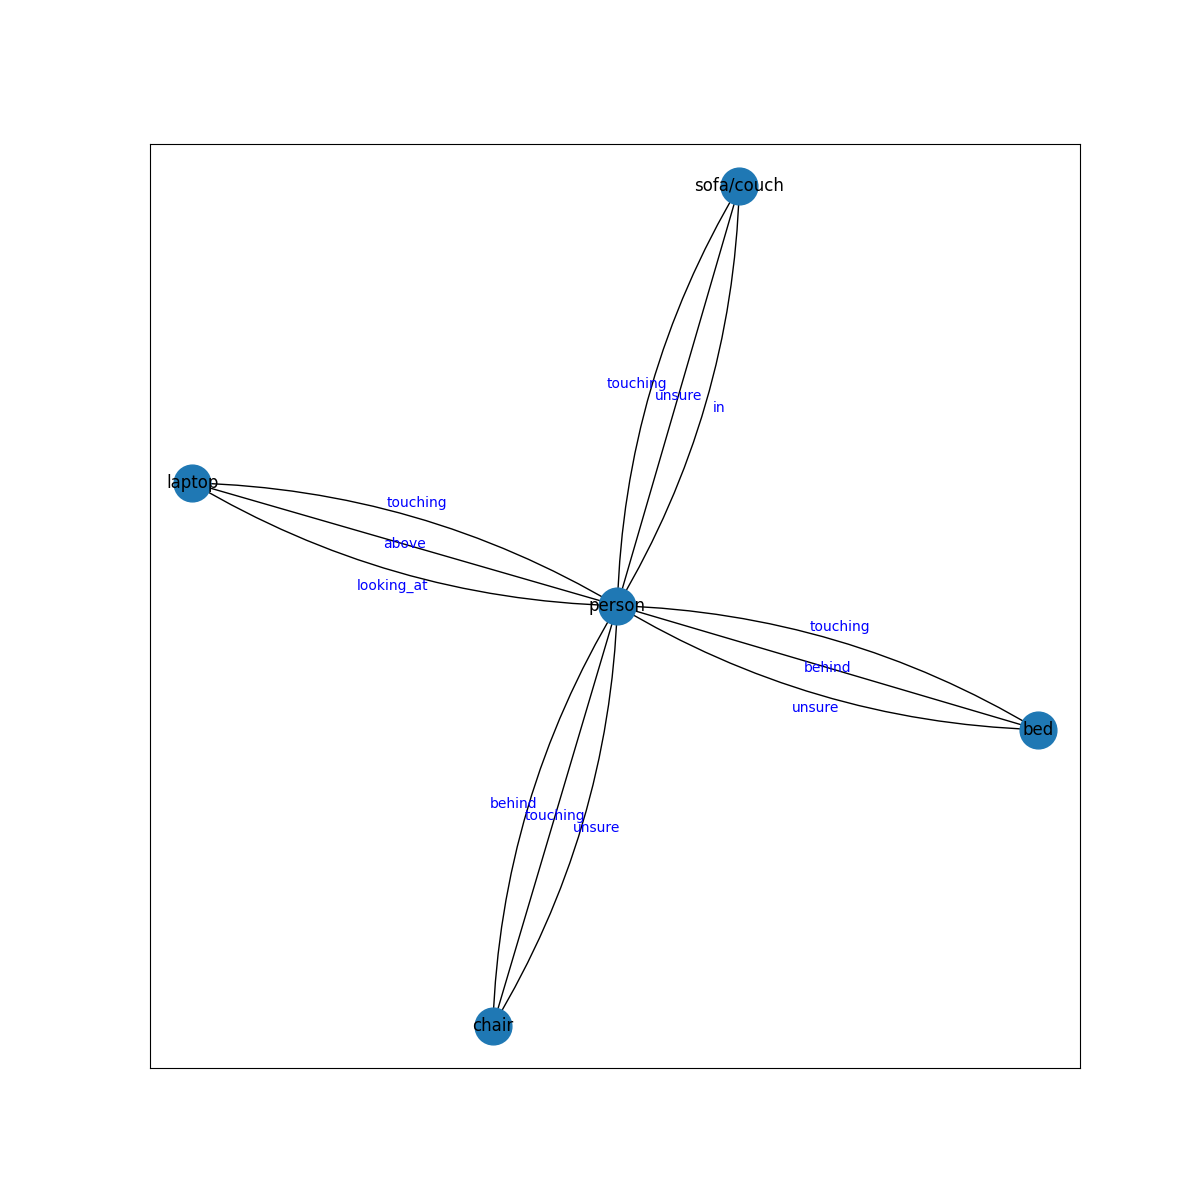 sofa/couch
touching
unsure
in
laptop
touching
above
looking_at
person
touching
behind
unsure
bed
behind
touching
unsure
chair